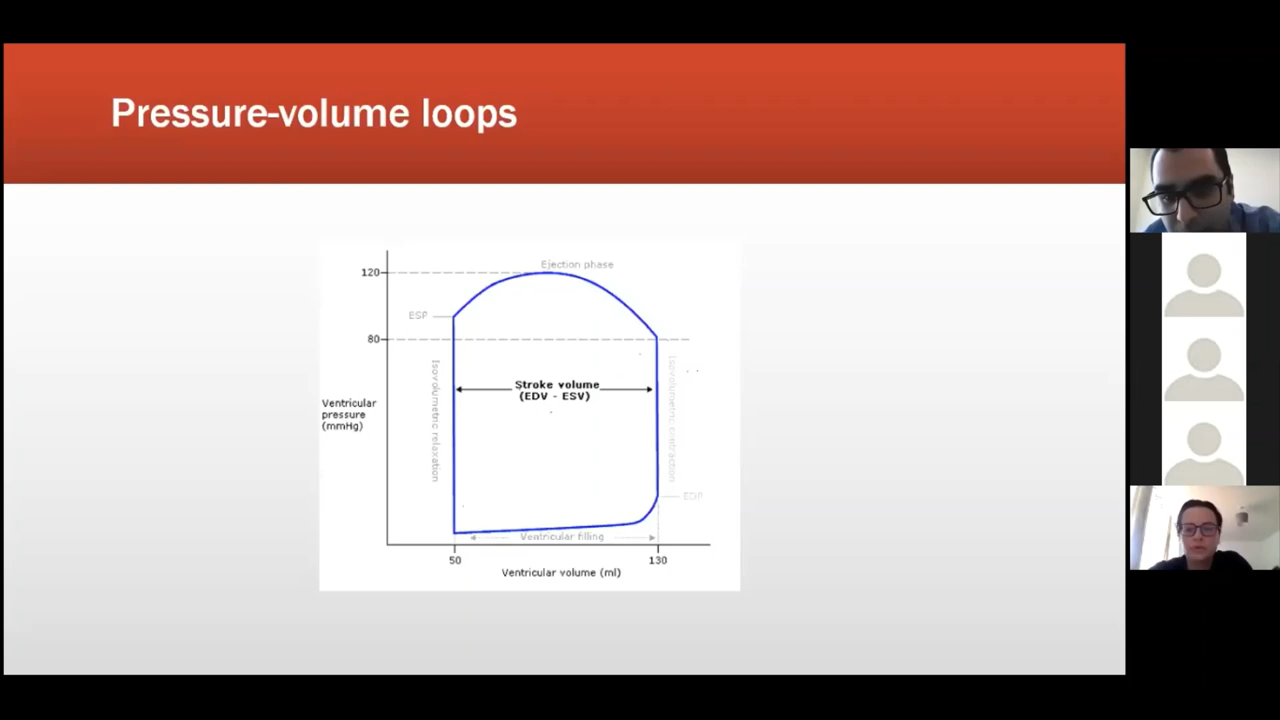 Pressure-volume loops
Ejection phase
120
ESP
80
Isovolumetric relaxation
Stroke volume
(EDV - ESV)
Isovolumetric contraction
Ventricular
pressure
(mmHg)
EDP
Ventricular filling
50
130
Ventricular volume (ml)